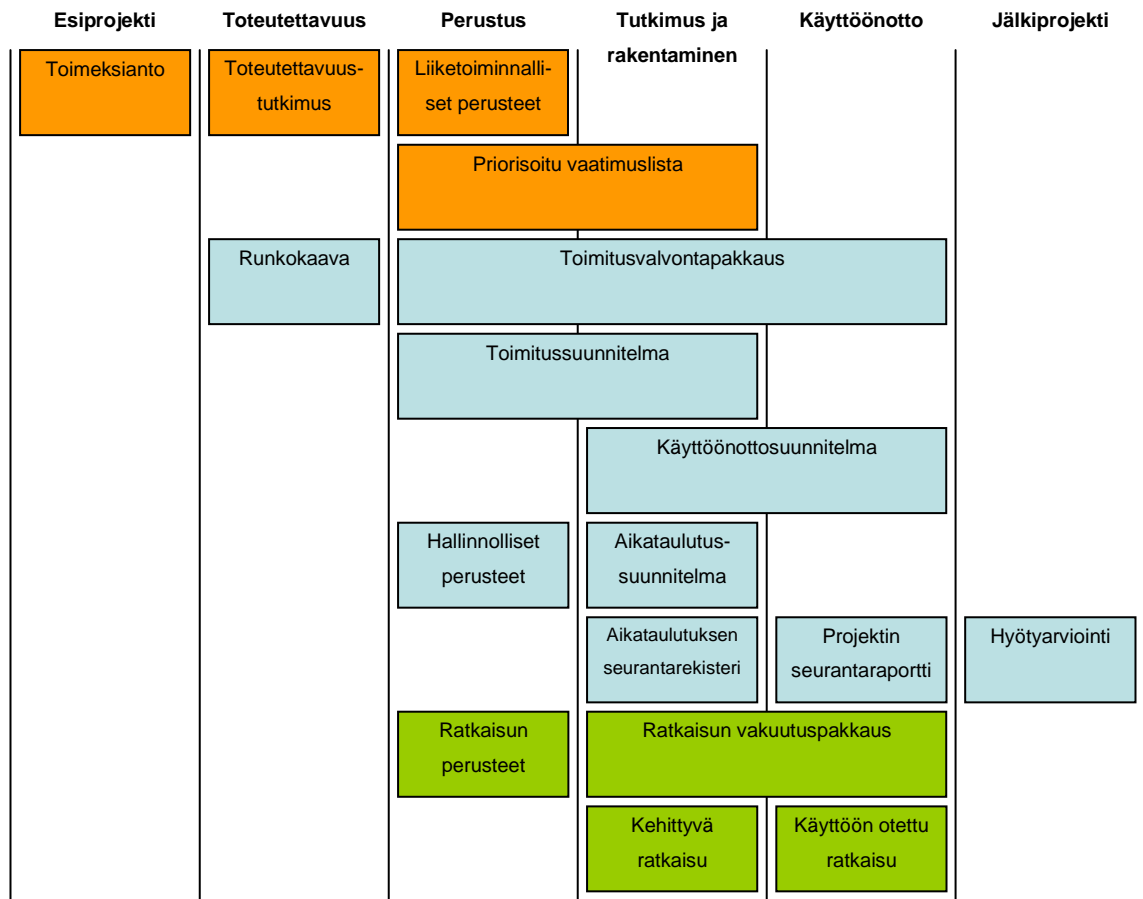 Esiprojekti
Toteutettavuus
Perustus
Tutkimus ja
rakentaminen
Käyttöönotto
Jälkiprojekti
Toimeksianto
Toteutettavuus-
tutkimus
Liiketoiminnalli-
set perusteet
Priorisoitu vaatimuslista
Runkokaava
Toimitusvalvontapakkaus
Toimitussuunnitelma
Käyttöönottosuunnitelma
Hallinnolliset
perusteet
Aikataulutus-
suunnitelma
Aikataulutuksen
seurantarekisteri
Projektin
seurantaraportti
Hyötyarviointi
Ratkaisun
perusteet
Ratkaisun vakuutuspakkaus
Kehittyvä
ratkaisu
Käyttöön otettu
ratkaisu